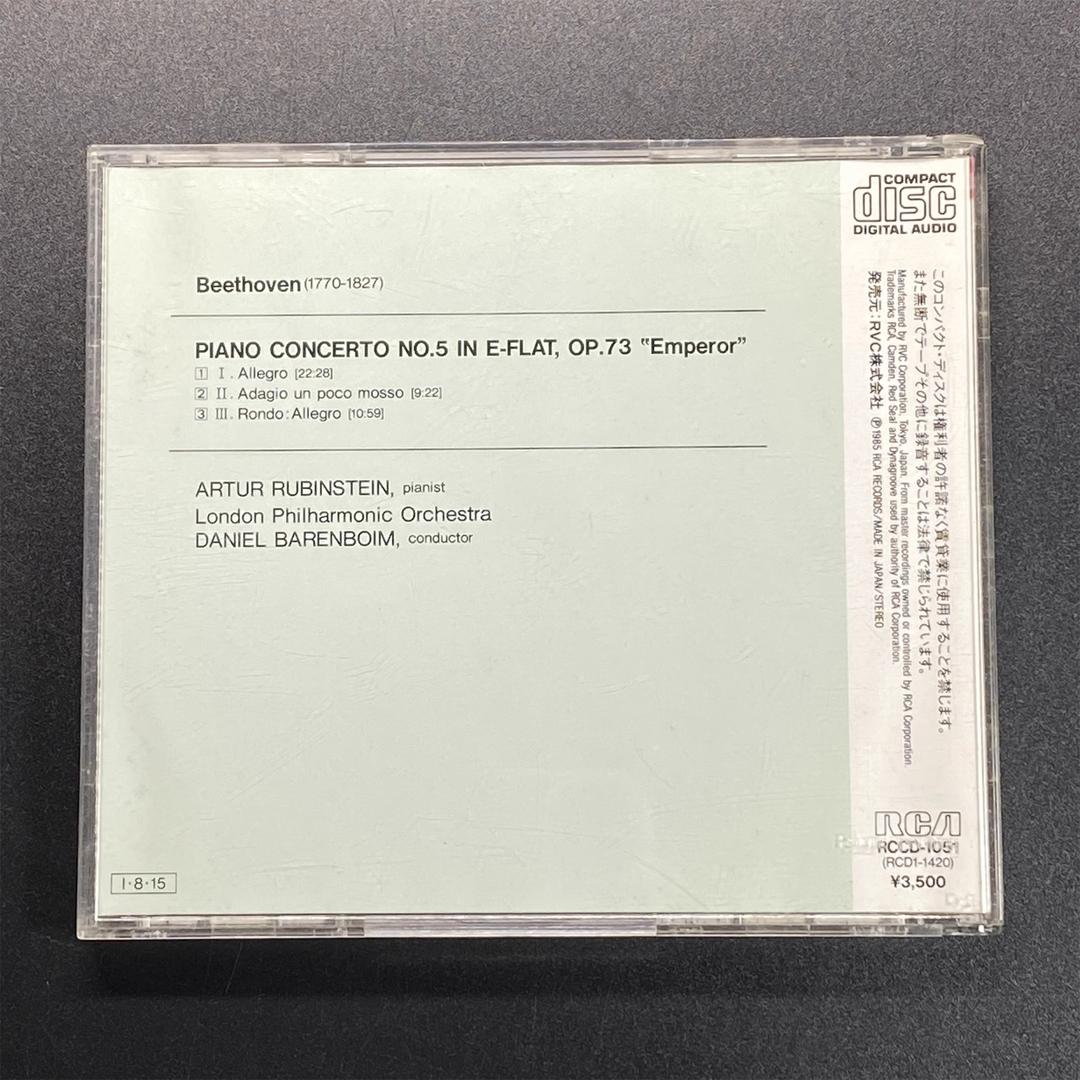 Beethoven (1770-1827)
PIANO CONCERTO NO.5 IN E-FLAT, OP.73 "Emperor"
1 I. Allegro [22:28]
2 II. Adagio un poco mosso [9:22]
3 III. Rondo: Allegro [10:59]
ARTUR RUBINSTEIN, pianist
London Philharmonic Orchestra
DANIEL BARENBOIM, conductor
I·8·15
COMPACT
disc
DIGITAL AUDIO
このコンパクト・ディスクは権利者の許諾なく賃貸業に使用することを禁じます。
また無断でテープその他に録音することは法律で禁じられています。
Manufactured by RVC Corporation, Tokyo, Japan. From master recordings owned or controlled by RCA Corporation.
Trademarks RCA, Camden, Red Seal and Dynagroove used by authority of RCA Corporation.
発売元:RVC株式会社 ℗1985 RCA RECORDS/MADE IN JAPAN/STEREO
RCA
RCCD-1051
(RCD1-1420)
¥3,500